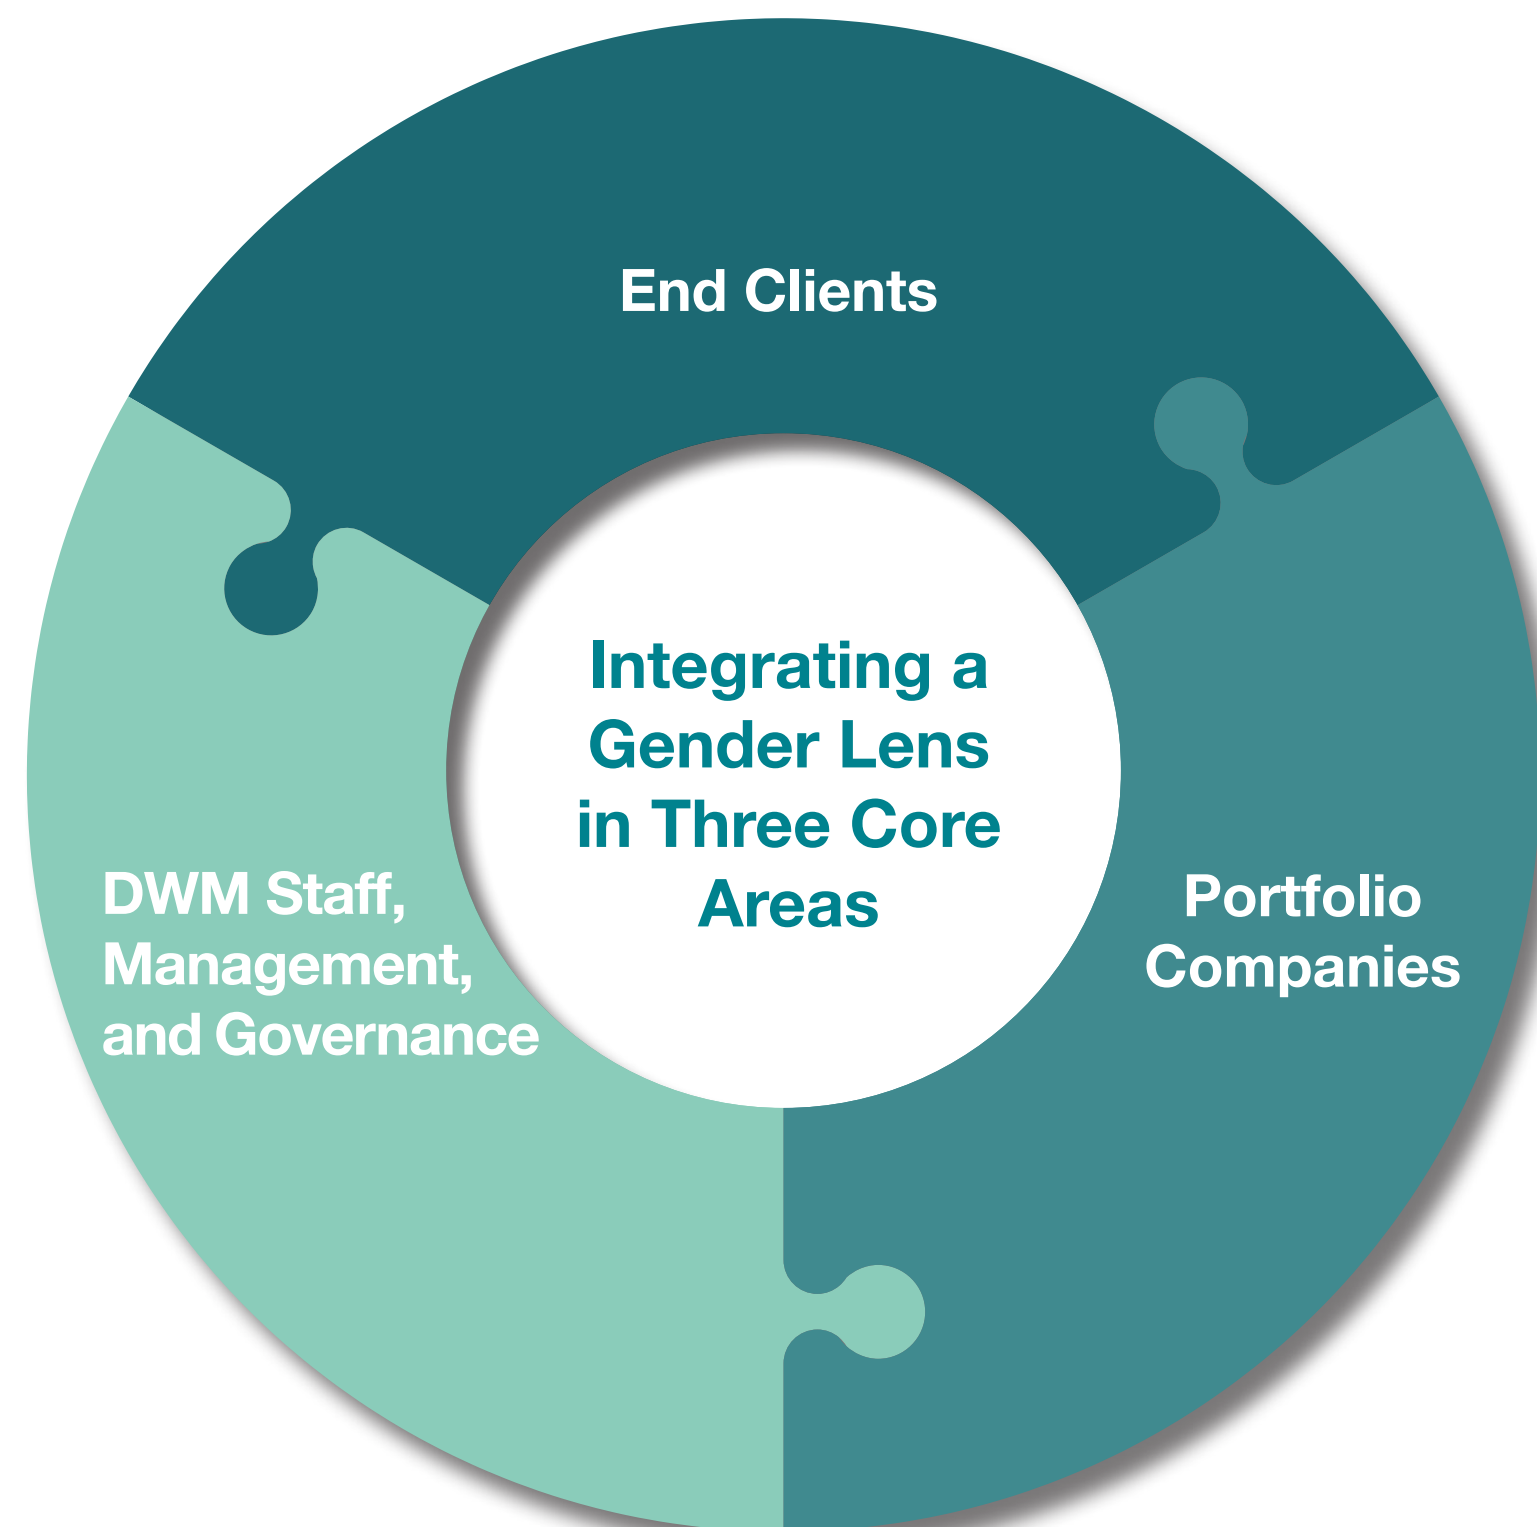 End Clients
Integrating a
Gender Lens
in Three Core
Areas
DWM Staff,
Management,
and Governance
Portfolio
Companies